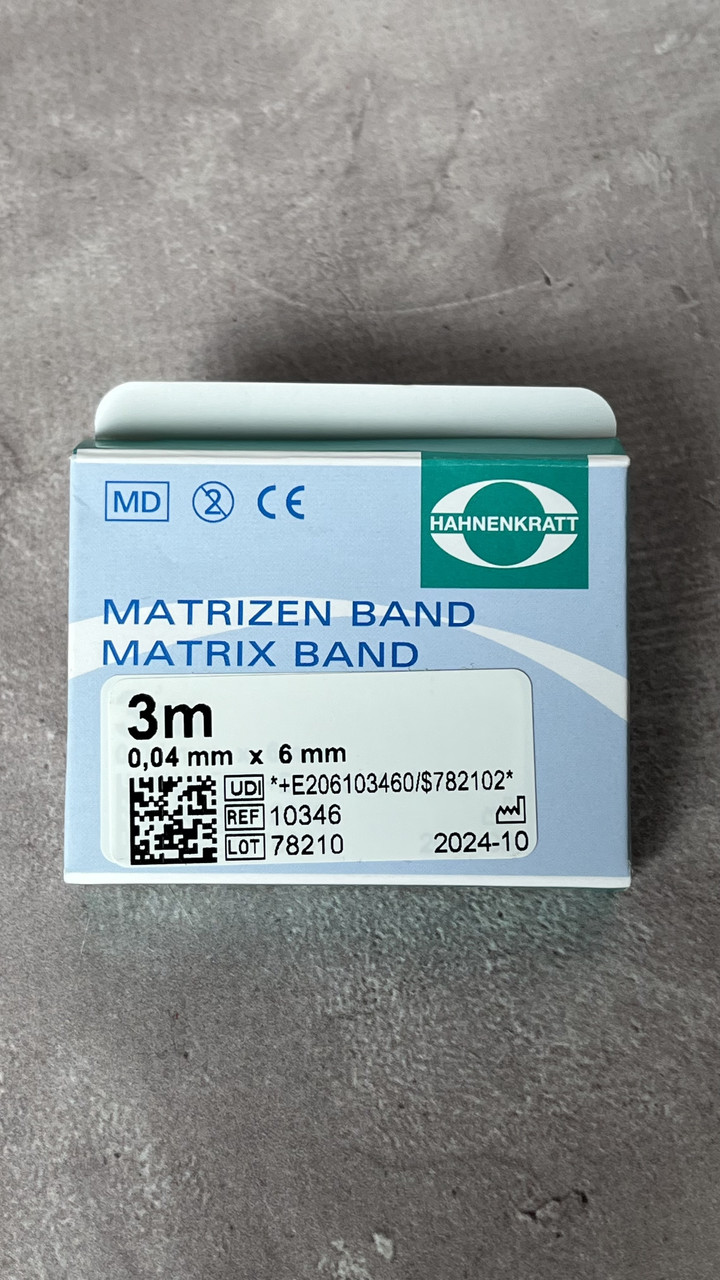 MD 2 CE
HAHNENKRATT
MATRIZEN BAND
MATRIX BAND
3m
0,04 mm x 6 mm
UDI *+E206103460/$782102*
REF 10346
LOT 78210 2024-10